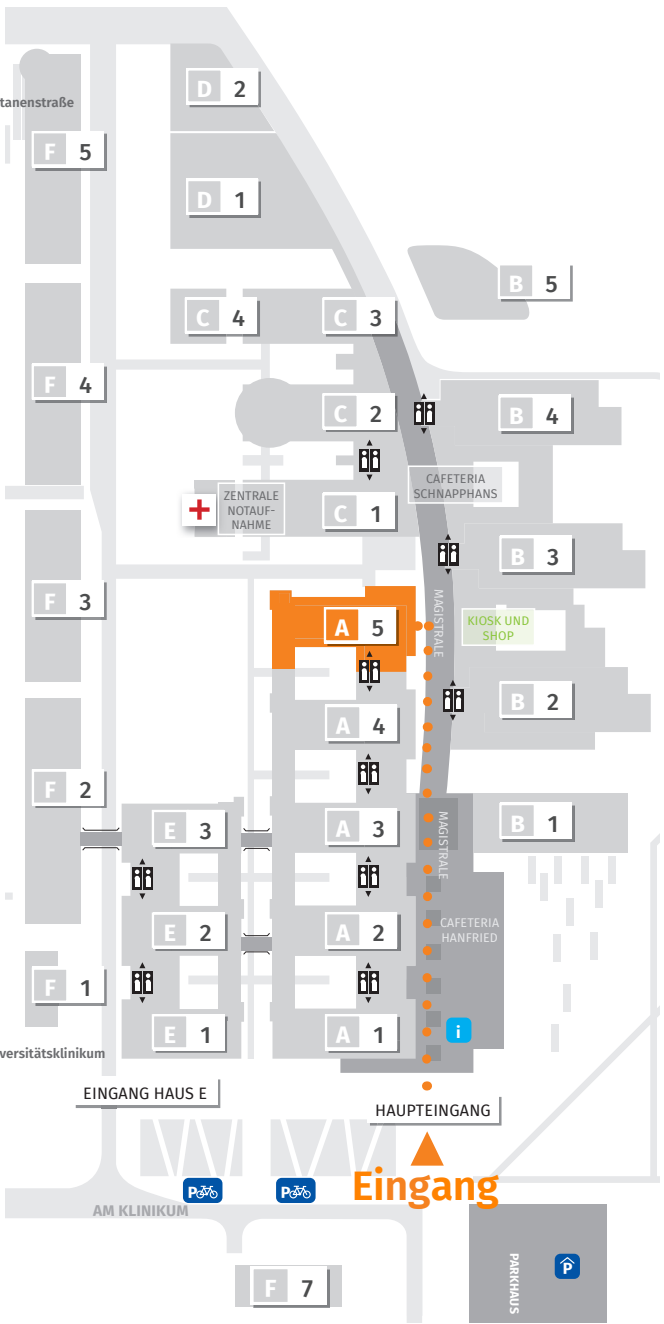 D 2
tanenstraße
F 5
D 1
B 5
C 4
C 3
F 4
C 2
B 4
CAFETERIA
SCHNAPPHANS
ZENTRALE
NOTAUF-
NAHME
C 1
B 3
F 3
MAGISTRALE
A 5
KIOSK UND
SHOP
B 2
A 4
F 2
E 3
A 3
MAGISTRALE
B 1
E 2
A 2
CAFETERIA
HANFRIED
F 1
E 1
A 1
i
versitätsklinikum
EINGANG HAUS E
HAUPTEINGANG
Eingang
P
P
AM KLINIKUM
PARKHAUS
P
F 7